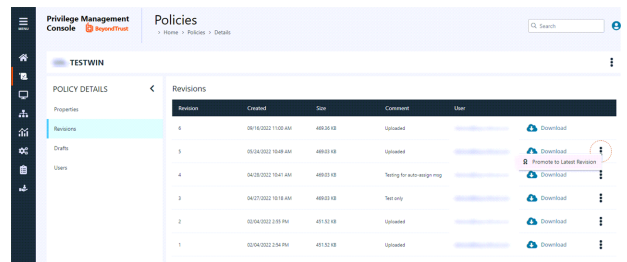 MENU
Privilege Management
Console BeyondTrust
Policies
> Home > Policies > Details
Search
TESTWIN
POLICY DETAILS
Properties
Revisions
Drafts
Users
Revisions
Revision Created Size Comment User
6 09/16/2022 11:00 AM 469.36 KB Uploaded Download
5 05/24/2022 10:49 AM 469.03 KB Uploaded Download
Promote to Latest Revision
4 04/28/2022 10:41 AM 469.03 KB Testing for auto-assign msg Download
3 04/27/2022 10:18 AM 469.03 KB Test only Download
2 02/04/2022 2:55 PM 451.92 KB Uploaded Download
1 02/04/2022 2:54 PM 451.92 KB Uploaded Download